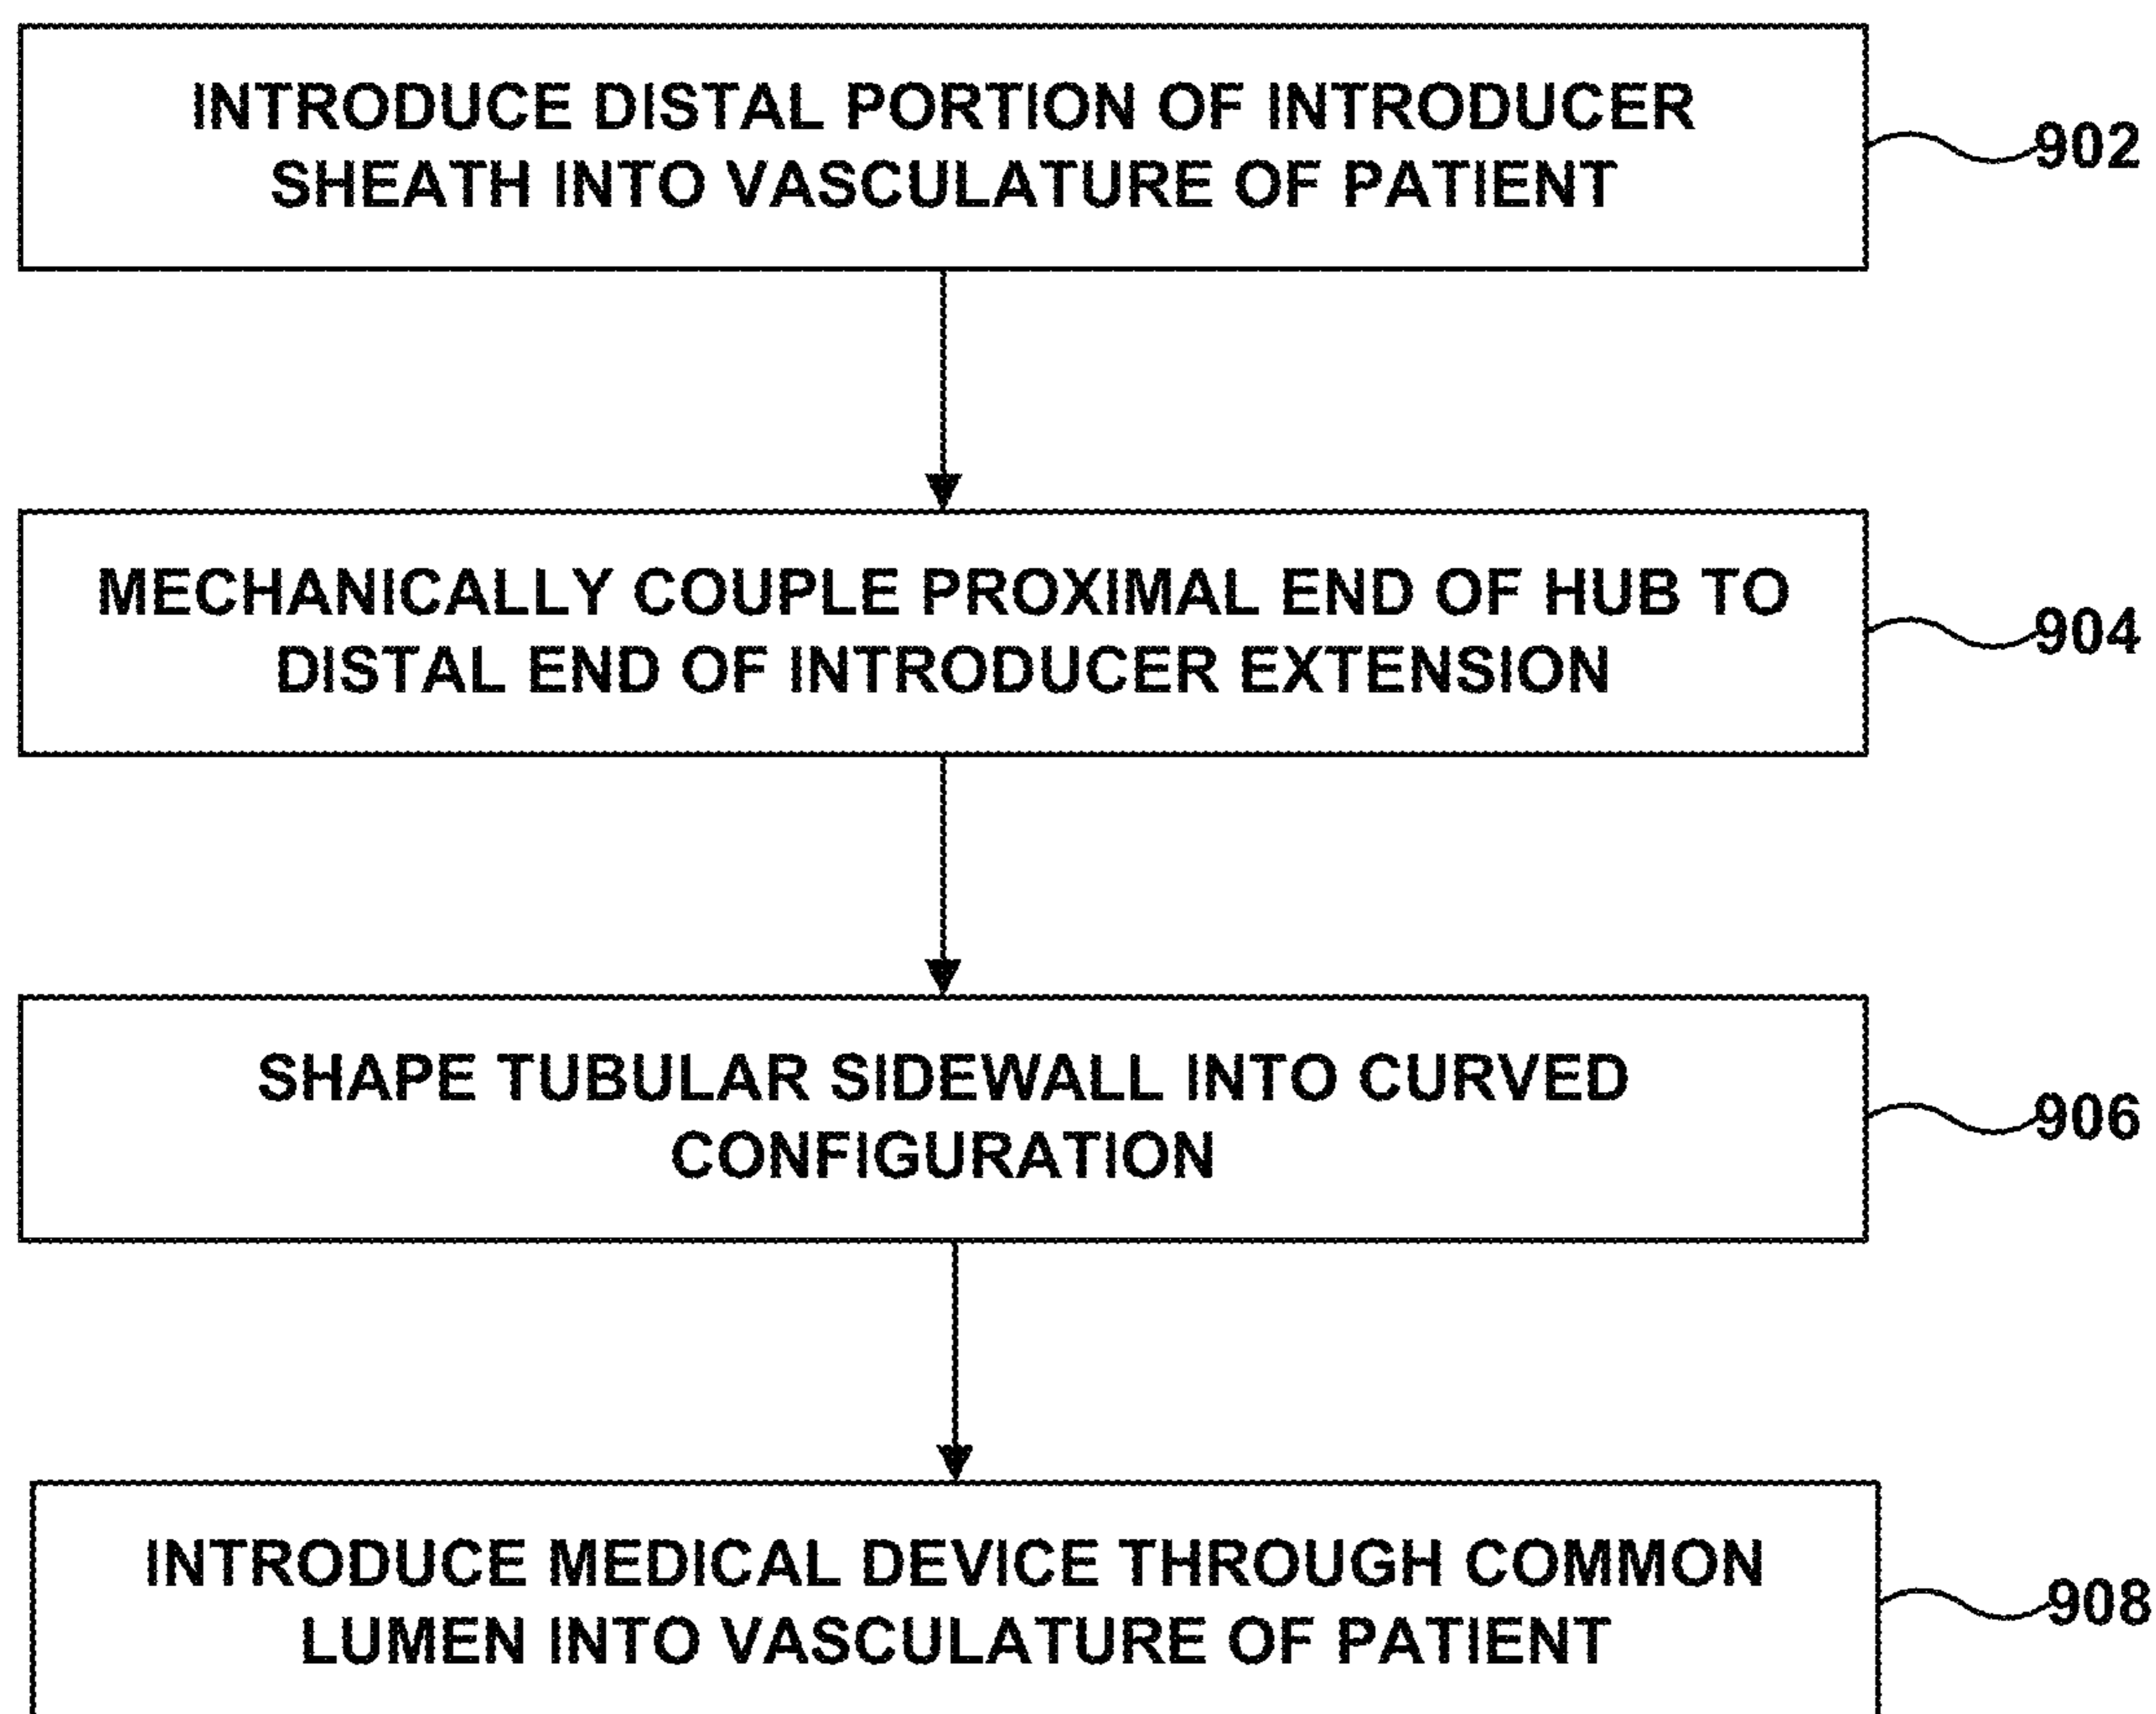 INTRODUCE DISTAL PORTION OF INTRODUCER
SHEATH INTO VASCULATURE OF PATIENT
902
MECHANICALLY COUPLE PROXIMAL END OF HUB TO
DISTAL END OF INTRODUCER EXTENSION
904
SHAPE TUBULAR SIDEWALL INTO CURVED
CONFIGURATION
906
INTRODUCE MEDICAL DEVICE THROUGH COMMON
LUMEN INTO VASCULATURE OF PATIENT
908